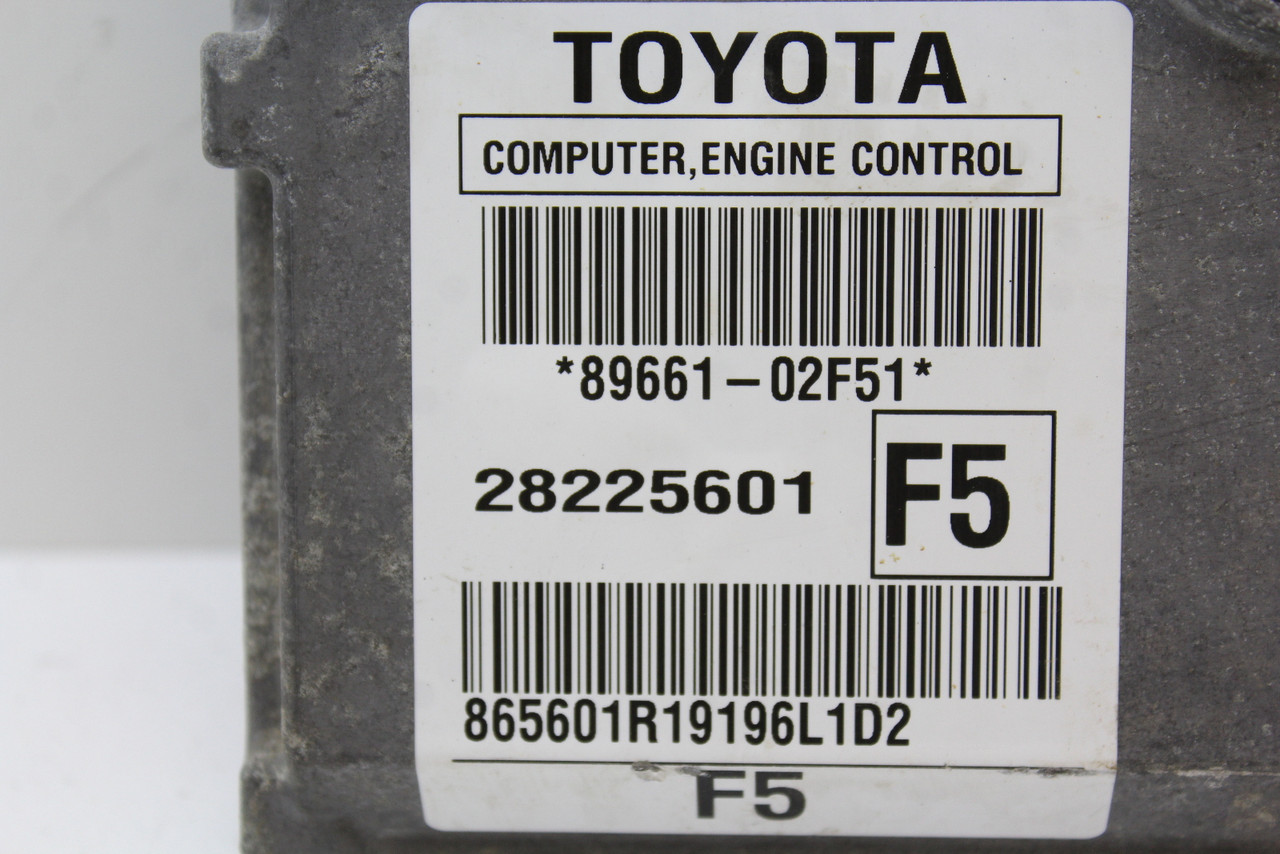 TOYOTA
COMPUTER,ENGINE CONTROL
*89661-02F51*
28225601 F5
865601R19196L1D2
F5